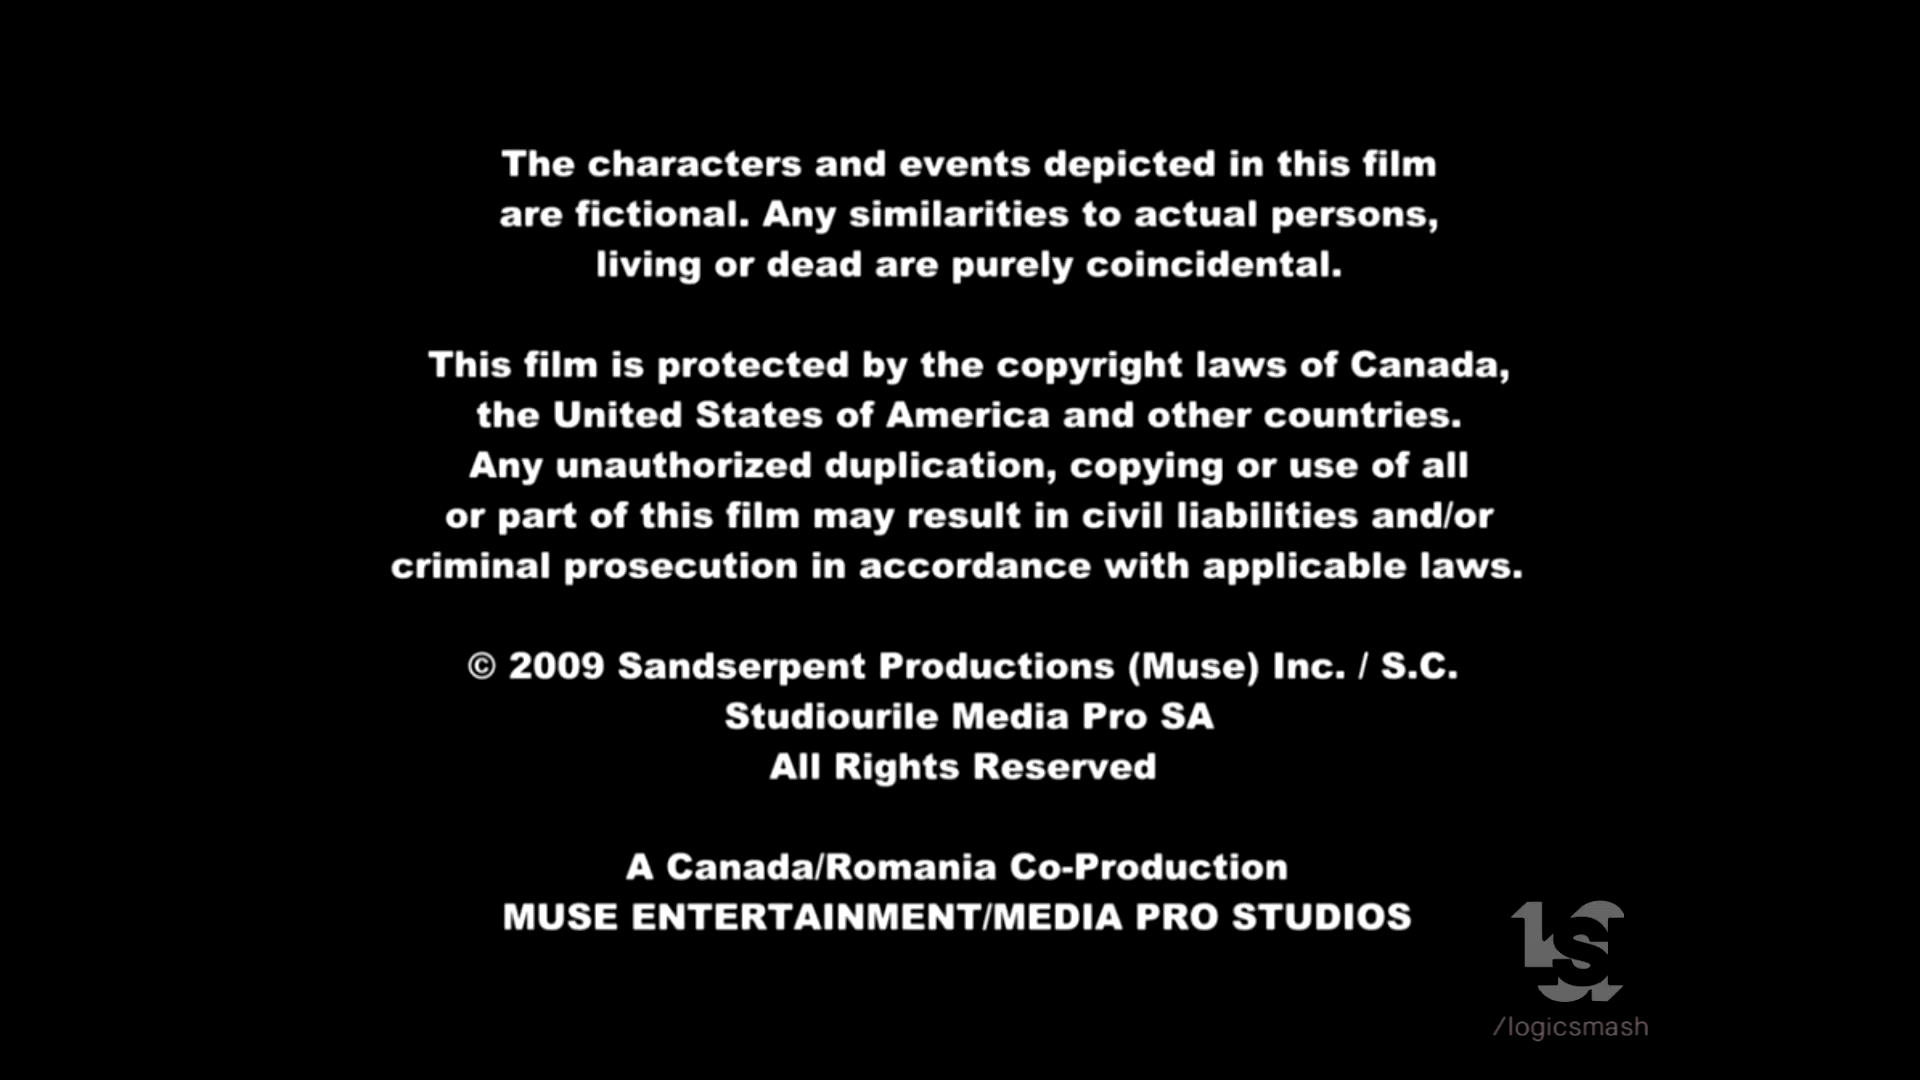 The characters and events depicted in this film
are fictional. Any similarities to actual persons,
living or dead are purely coincidental.
This film is protected by the copyright laws of Canada,
the United States of America and other countries.
Any unauthorized duplication, copying or use of all
or part of this film may result in civil liabilities and/or
criminal prosecution in accordance with applicable laws.
© 2009 Sandserpent Productions (Muse) Inc. / S.C.
Studiourile Media Pro SA
All Rights Reserved
A Canada/Romania Co-Production
MUSE ENTERTAINMENT/MEDIA PRO STUDIOS
LS
/logicsmash